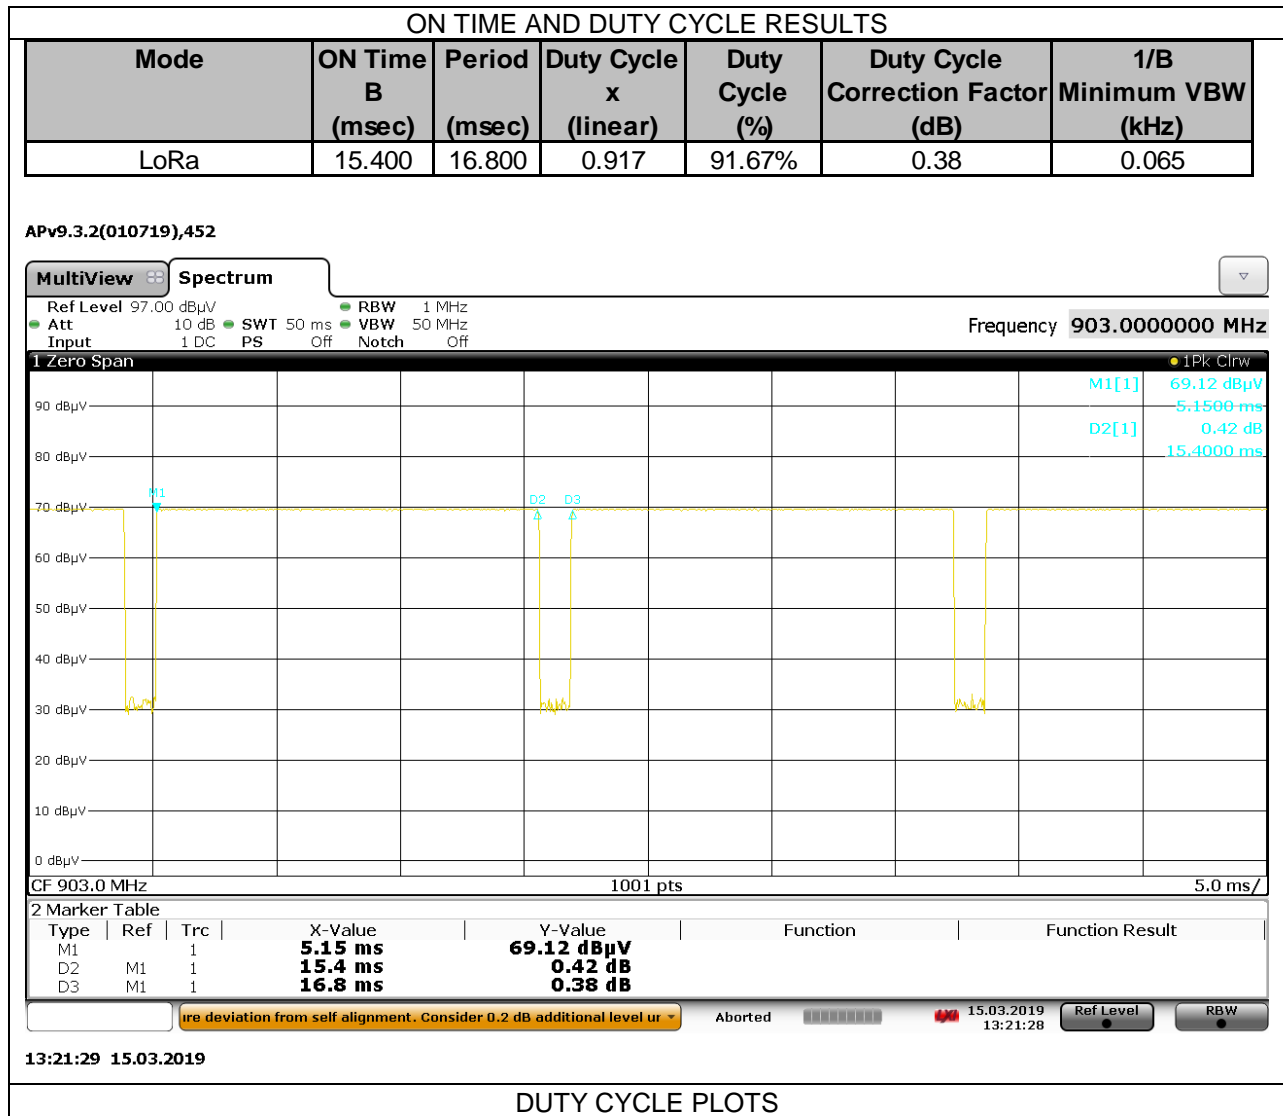 ON TIME AND DUTY CYCLE RESULTS
Mode ON Time Period Duty Cycle Duty Duty Cycle 1/B
B x Cycle Correction Factor Minimum VBW
(msec) (msec) (linear) (%) (dB) (kHz)
LoRa 15.400 16.800 0.917 91.67% 0.38 0.065
APv9.3.2(010719),452
MultiView Spectrum
Ref Level 97.00 dBµV RBW 1 MHz
Att 10 dB SWT 50 ms VBW 50 MHz Frequency 903.0000000 MHz
Input 1 DC PS Off Notch Off
1 Zero Span 1Pk Clrw
M1[1] 69.12 dBµV
90 dBµV 5.1500 ms
D2[1] 0.42 dB
80 dBµV 15.4000 ms
M1 D2 D3
70 dBµV
60 dBµV
50 dBµV
40 dBµV
30 dBµV
20 dBµV
10 dBµV
0 dBµV
CF 903.0 MHz 1001 pts 5.0 ms/
2 Marker Table
Type Ref Trc X-Value Y-Value Function Function Result
M1 1 5.15 ms 69.12 dBµV
D2 M1 1 15.4 ms 0.42 dB
D3 M1 1 16.8 ms 0.38 dB
ure deviation from self alignment. Consider 0.2 dB additional level ur Aborted LXI 15.03.2019 Ref Level RBW
13:21:28
13:21:29 15.03.2019
DUTY CYCLE PLOTS